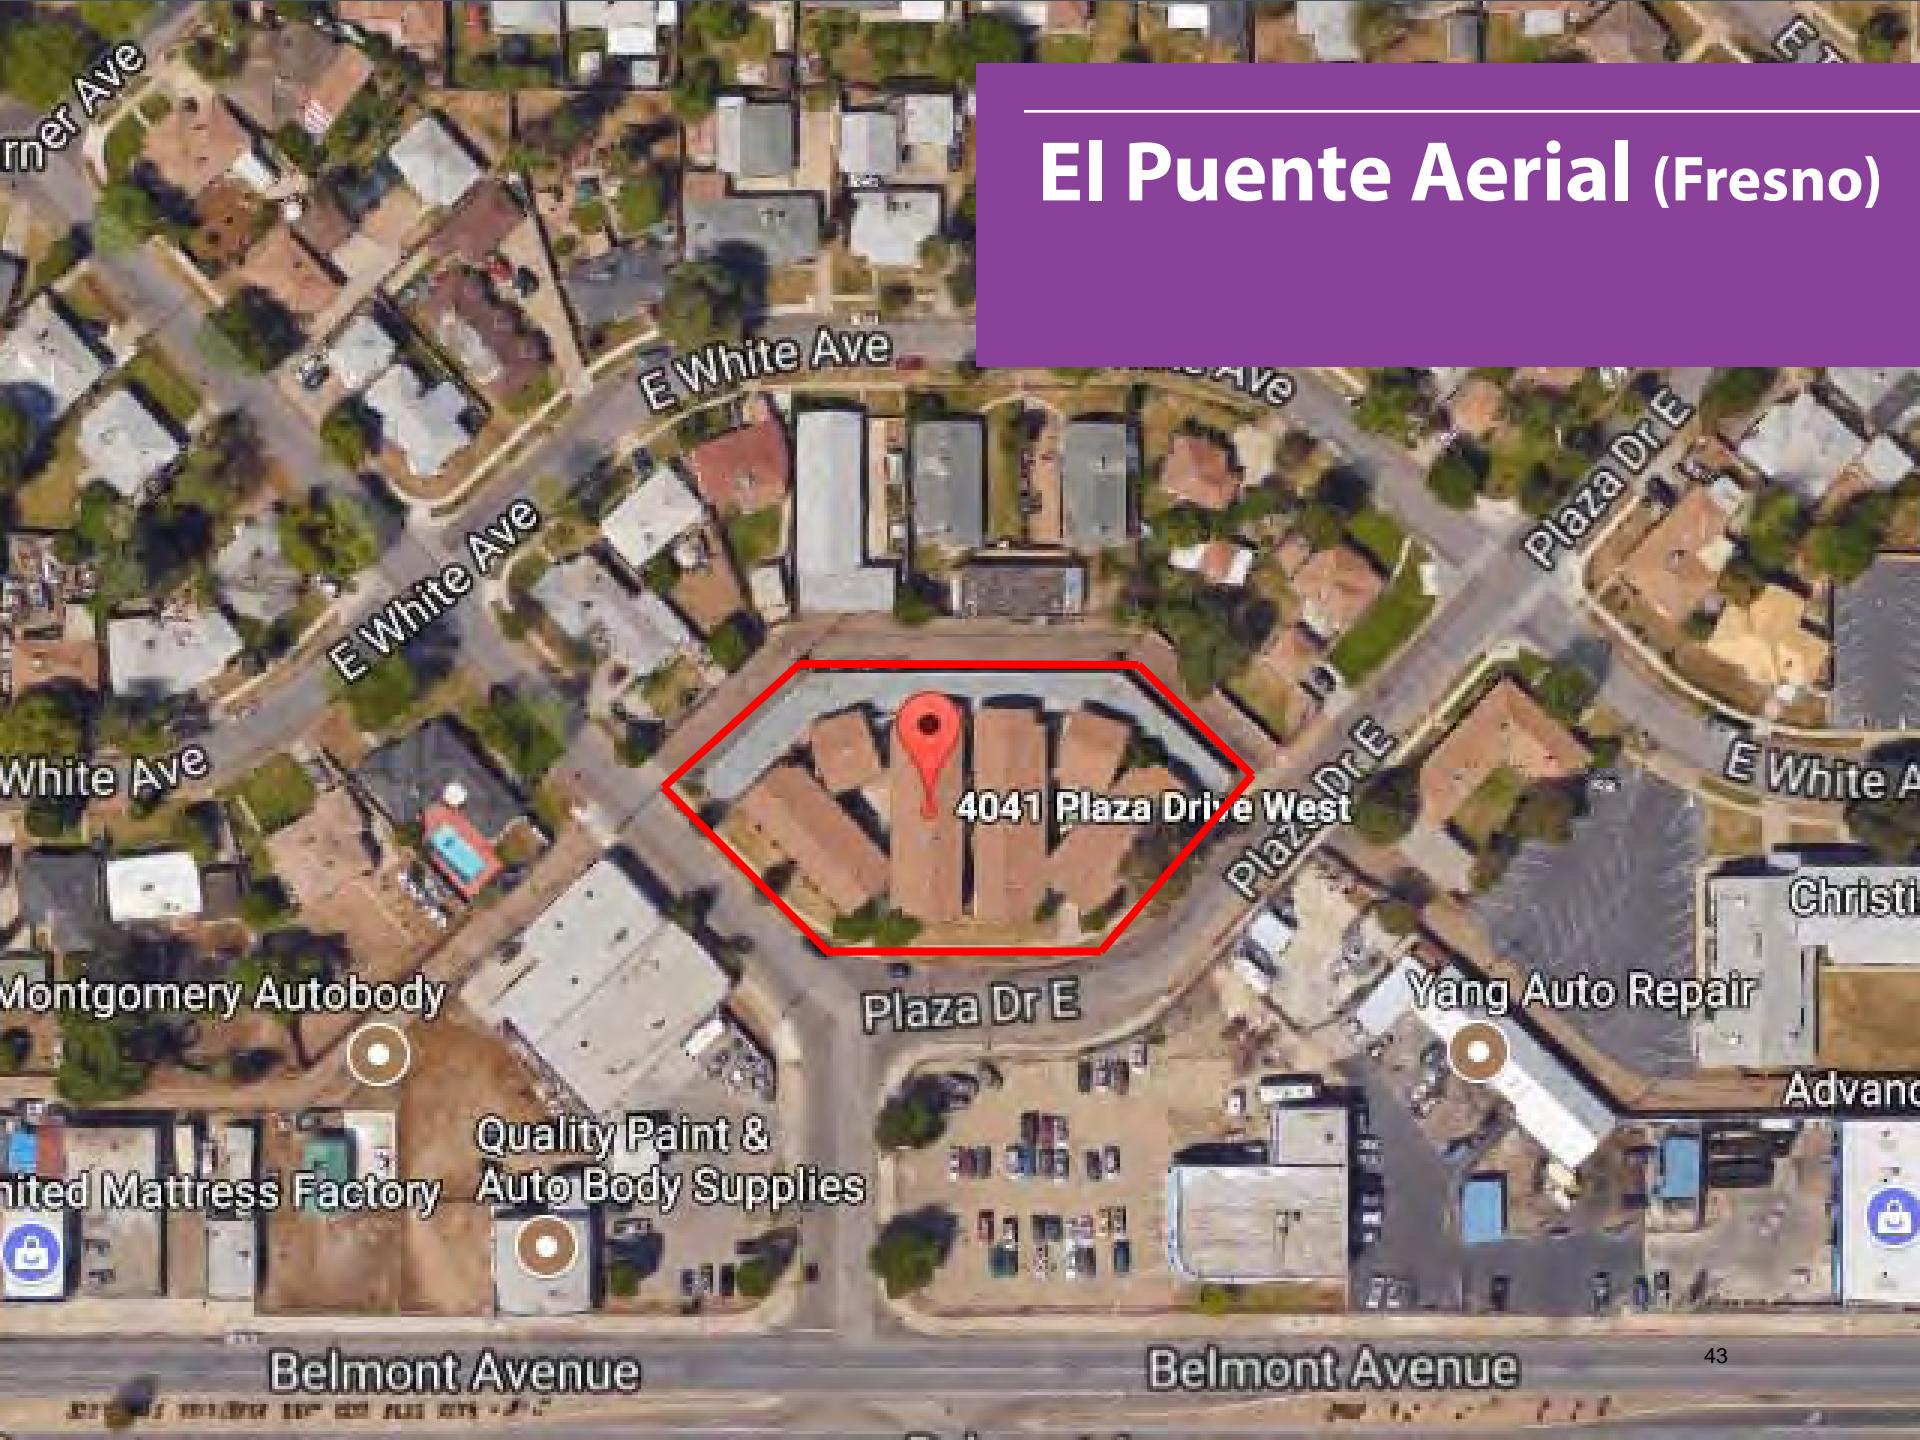 El Puente Aerial (Fresno)
E White Ave
Ave
Plaza Dr E
E White Ave
White Ave
E White A
4041 Plaza Drive West
Plaza Dr E
Christi
Montgomery Autobody
Plaza Dr E
Yang Auto Repair
Advanc
Quality Paint &
Auto Body Supplies
nited Mattress Factory
Belmont Avenue
Belmont Avenue
43